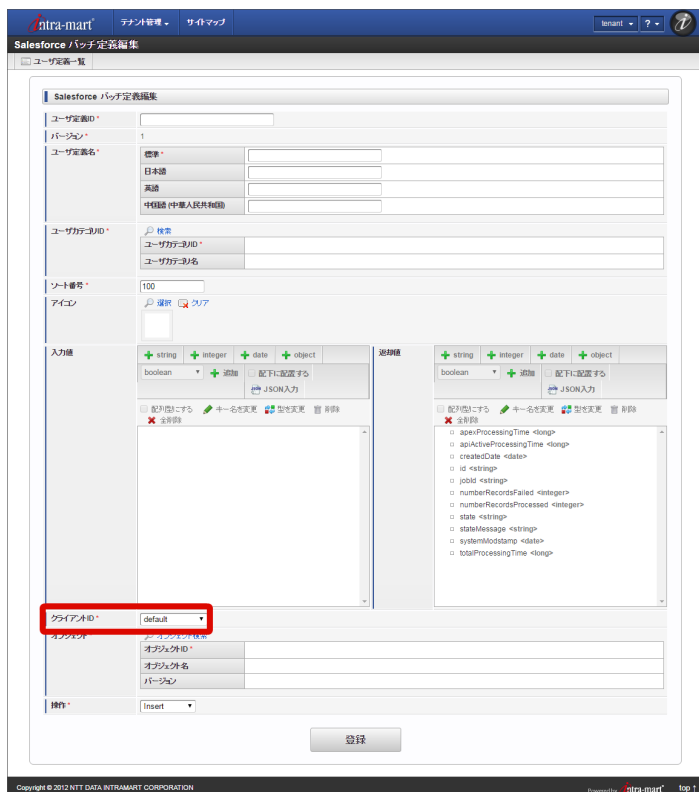 intra-mart テナント管理 サイトマップ tenant ?
Salesforce バッチ定義編集
ユーザ定義一覧
Salesforce バッチ定義編集
ユーザ定義ID *
バージョン * 1
ユーザ定義名 * 標準 *
日本語
英語
中国語 (中華人民共和国)
ユーザカテゴリID * 検索
ユーザカテゴリID *
ユーザカテゴリ名
ソート番号 * 100
アイコン 選択 クリア
入力値 string integer date object
boolean 追加 配下に配置する
JSON入力
配列型にする キー名を変更 型を変更 削除
全削除
返却値 string integer date object
boolean 追加 配下に配置する
JSON入力
配列型にする キー名を変更 型を変更 削除
全削除
apexProcessingTime <long>
apiActiveProcessingTime <long>
createdDate <date>
id <string>
jobId <string>
numberRecordsFailed <integer>
numberRecordsProcessed <integer>
state <string>
stateMessage <string>
systemModstamp <date>
totalProcessingTime <long>
クライアントID * default
オブジェクト オブジェクト検索
オブジェクトID *
オブジェクト名
バージョン
操作 * Insert
登録
Copyright © 2012 NTT DATA INTRAMART CORPORATION
Powered by intra-mart top ↑